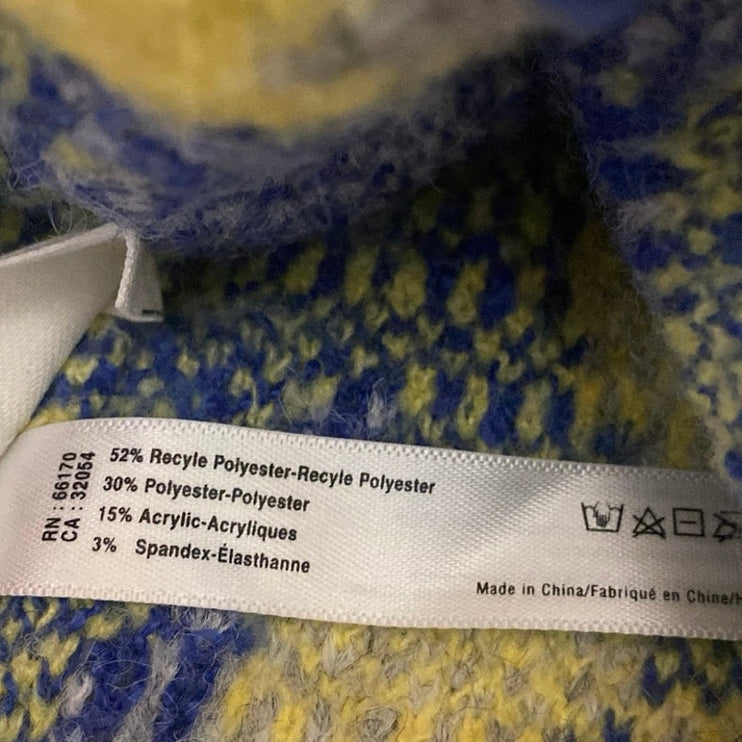 RN : 66170
CA : 32054
52% Recyle Polyester-Recyle Polyester
30% Polyester-Polyester
15% Acrylic-Acryliques
3% Spandex-Élasthanne
Made in China/Fabriqué en Chine/